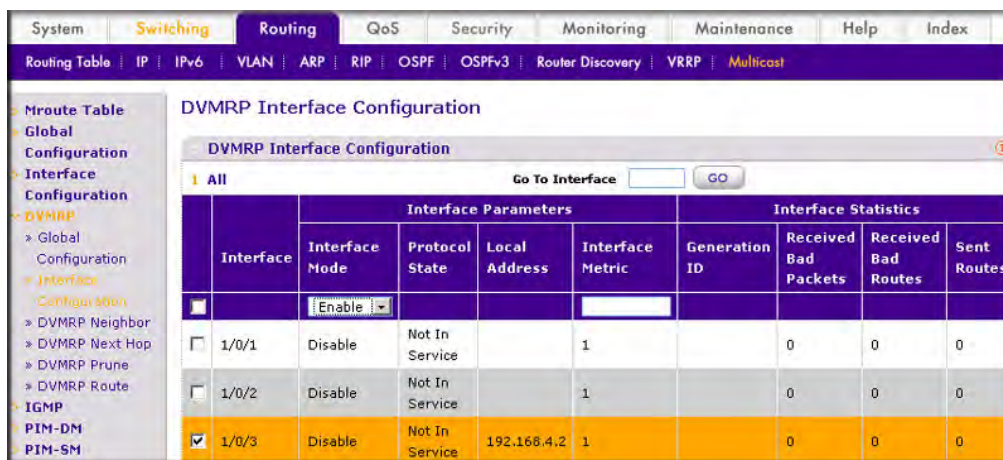 System Switching Routing QoS Security Monitoring Maintenance Help Index
Routing Table IP IPv6 VLAN ARP RIP OSPF OSPFv3 Router Discovery VRRP Multicast
Mroute Table
Global
Configuration
Interface
Configuration
DVMRP
» Global
Configuration
» Interface
Configuration
» DVMRP Neighbor
» DVMRP Next Hop
» DVMRP Prune
» DVMRP Route
IGMP
PIM-DM
PIM-SM
DVMRP Interface Configuration
DVMRP Interface Configuration
1 All Go To Interface GO
Interface Parameters Interface Statistics
Interface Interface Mode Protocol State Local Address Interface Metric Generation ID Received Bad Packets Received Bad Routes Sent Routes
Enable
1/0/1 Disable Not In Service 1 0 0 0
1/0/2 Disable Not In Service 1 0 0 0
1/0/3 Disable Not In Service 192.168.4.2 1 0 0 0